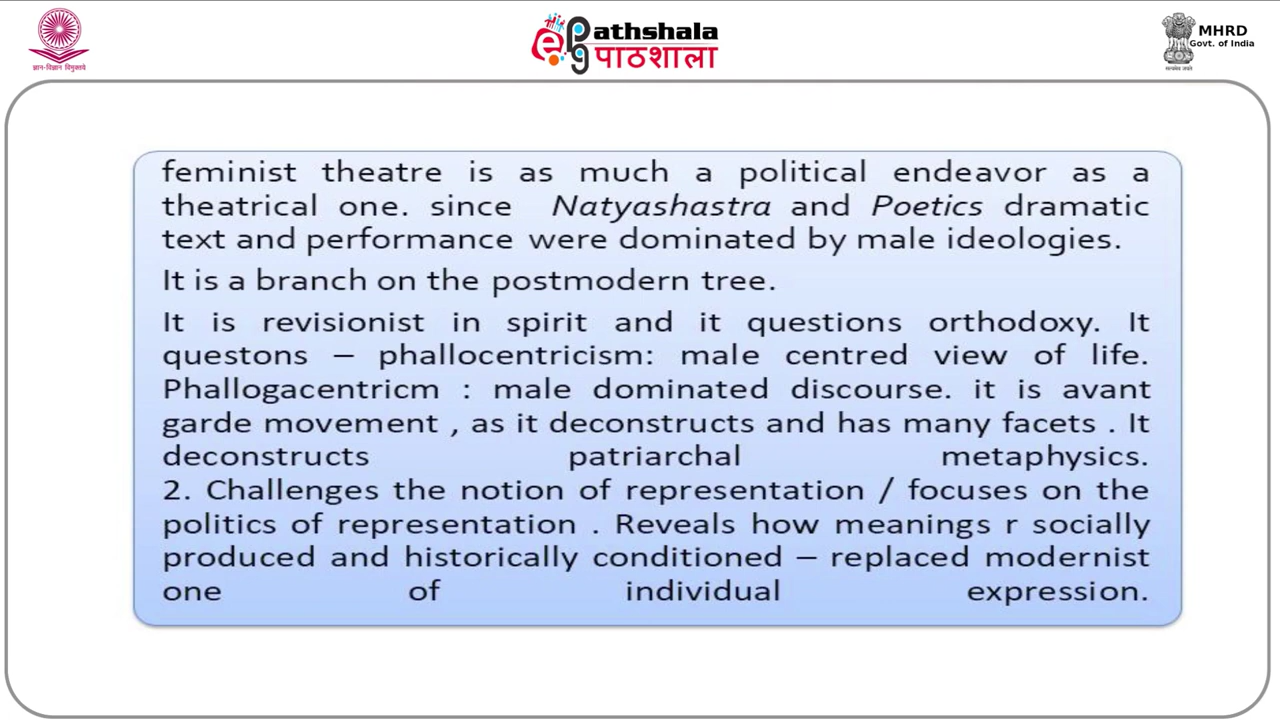 ज्ञान-विज्ञान विमुक्तये
epathshala
पाठशाला
MHRD
Govt. of India
सत्यमेव जयते
feminist theatre is as much a political endeavor as a
theatrical one. since Natyashastra and Poetics dramatic
text and performance were dominated by male ideologies.
It is a branch on the postmodern tree.
It is revisionist in spirit and it questions orthodoxy. It
questons – phallocentricism: male centred view of life.
Phallogacentricm : male dominated discourse. it is avant
garde movement , as it deconstructs and has many facets . It
deconstructs patriarchal metaphysics.
2. Challenges the notion of representation / focuses on the
politics of representation . Reveals how meanings r socially
produced and historically conditioned – replaced modernist
one of individual expression.